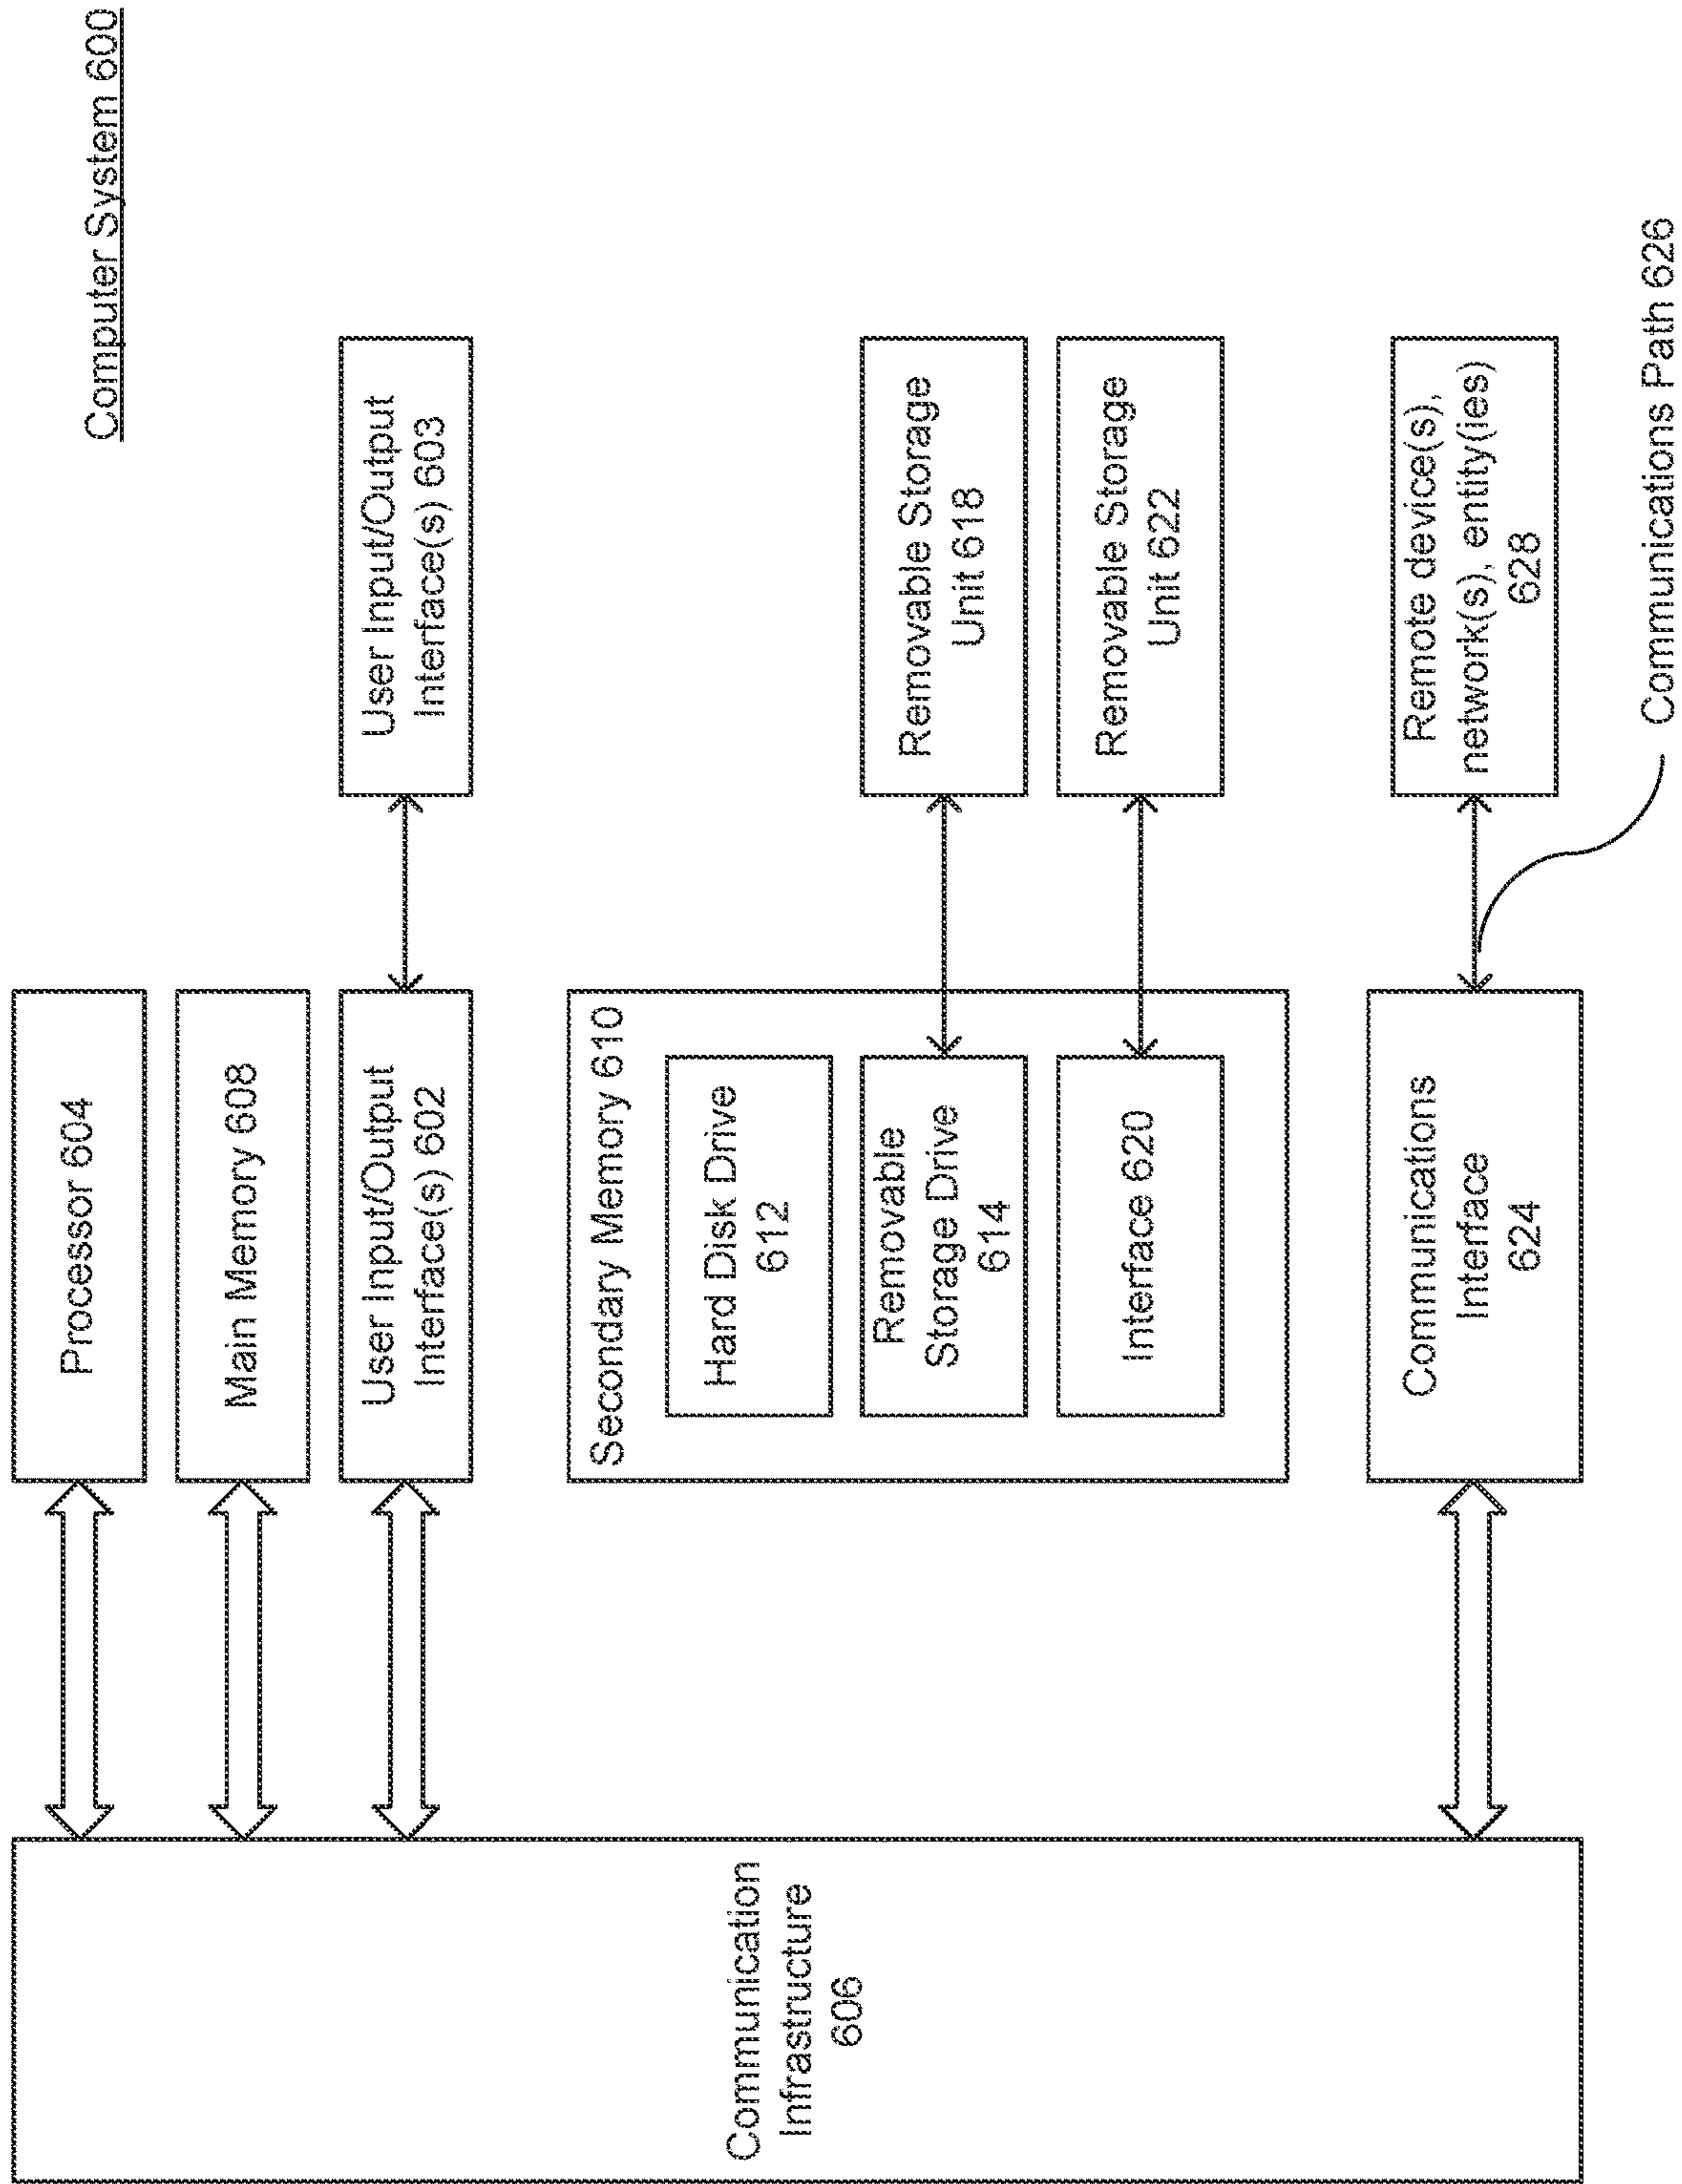 Computer System 600
Processor 604
Main Memory 608
User Input/Output
Interface(s) 602
User Input/Output
Interface(s) 603
Communication
Infrastructure
606
Secondary Memory 610
Hard Disk Drive
612
Removable
Storage Drive
614
Removable Storage
Unit 618
Interface 620
Removable Storage
Unit 622
Communications
Interface
624
Remote device(s),
network(s), entity(ies)
628
Communications Path 626